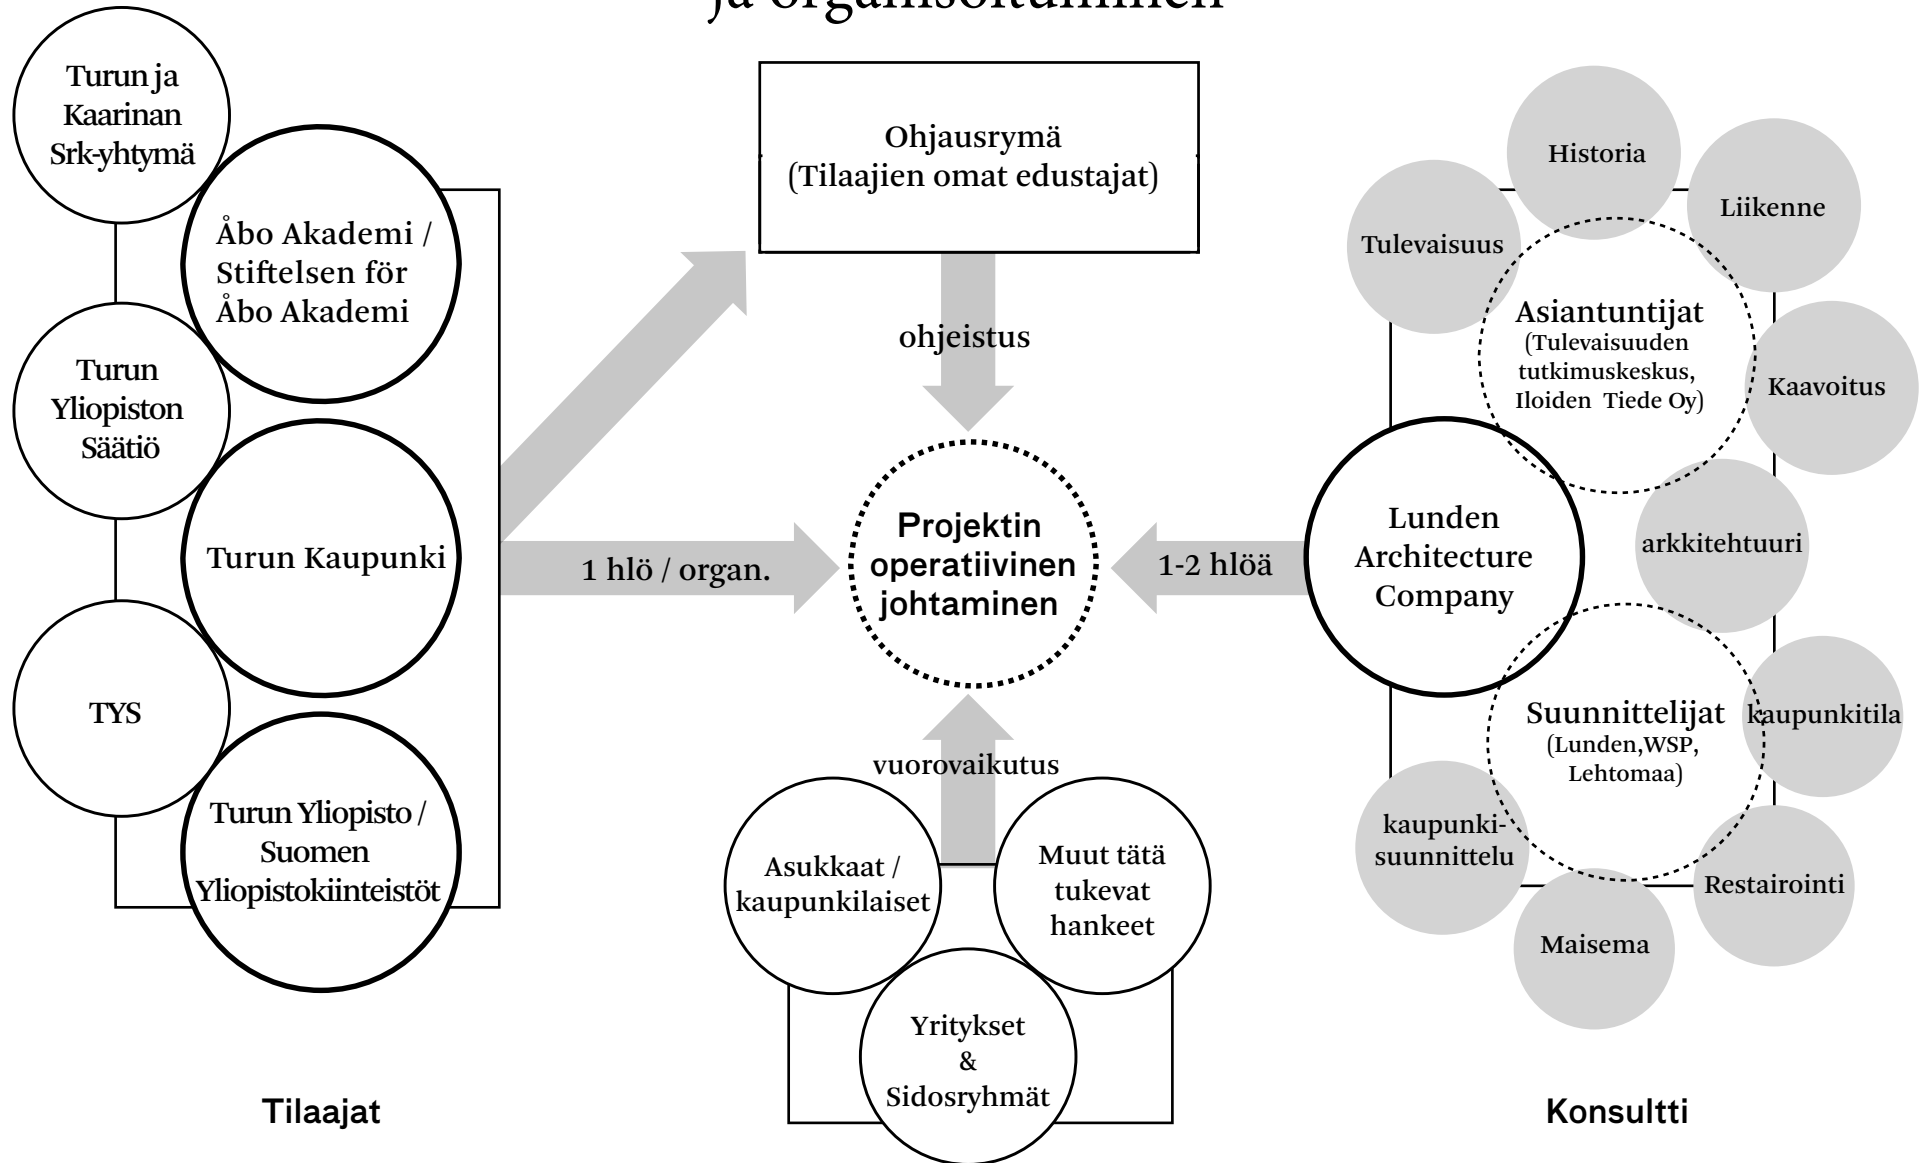 ja organisoituminen
Turun ja
Kaarinan
Srk-yhtymä
Åbo Akademi /
Stiftelsen för
Åbo Akademi
Turun
Yliopiston
Säätiö
Turun Kaupunki
TYS
Turun Yliopisto /
Suomen
Yliopistokiinteistöt
Tilaajat
Ohjausrymä
(Tilaajien omat edustajat)
ohjeistus
1 hlö / organ.
Projektin
operatiivinen
johtaminen
1-2 hlöä
vuorovaikutus
Asukkaat /
kaupunkilaiset
Muut tätä
tukevat
hankeet
Yritykset
&
Sidosryhmät
Historia
Liikenne
Tulevaisuus
Asiantuntijat
(Tulevaisuuden
tutkimuskeskus,
Iloiden Tiede Oy)
Kaavoitus
Lunden
Architecture
Company
arkkitehtuuri
Suunnittelijat
(Lunden,WSP,
Lehtomaa)
kaupunkitila
kaupunki-
suunnittelu
Restairointi
Maisema
Konsultti